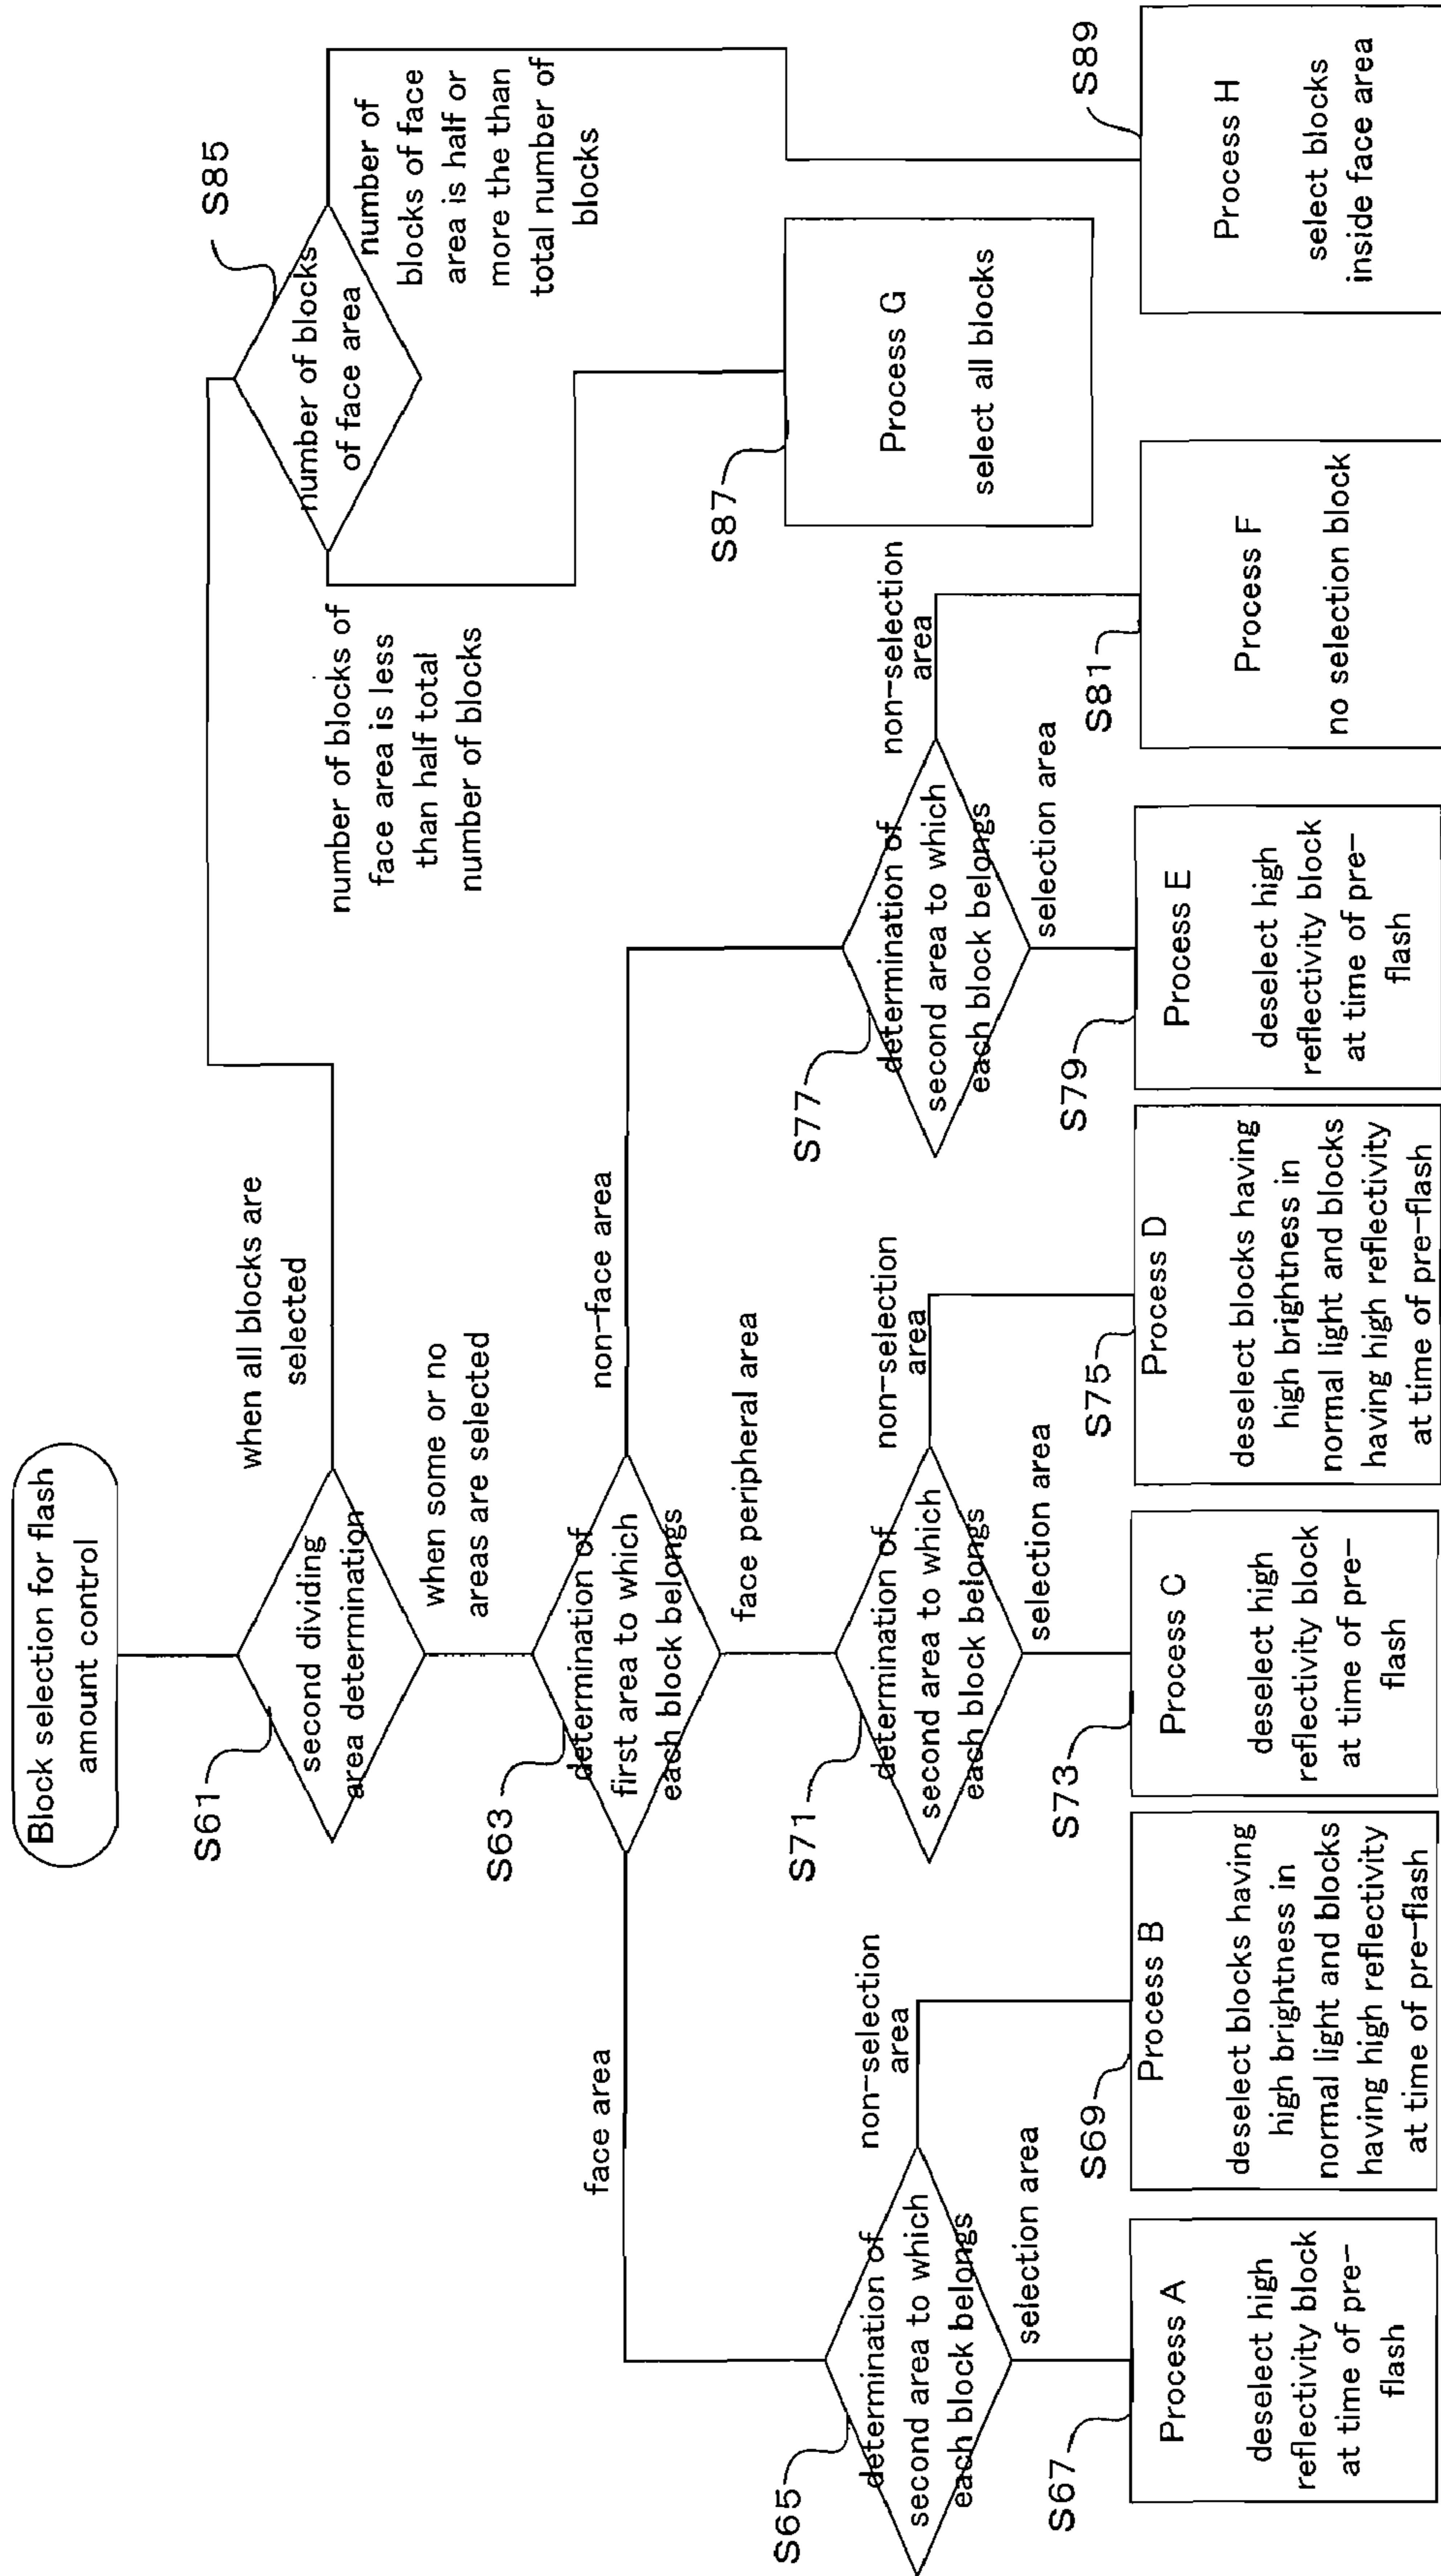 Block selection for flash
amount control
S61
second dividing
area determination
when all blocks are
selected
when some or no
areas are selected
S63
determination of
first area to which
each block belongs
face area
face peripheral area
non-face area
S65
determination of
second area to which
each block belongs
selection area
non-selection
area
S67
Process A
deselect high
reflectivity block
at time of pre-
flash
S69
Process B
deselect blocks having
high brightness in
normal light and blocks
having high reflectivity
at time of pre-flash
S71
determination of
second area to which
each block belongs
selection area
non-selection
area
S73
Process C
deselect high
reflectivity block
at time of pre-
flash
S75
Process D
deselect blocks having
high brightness in
normal light and blocks
having high reflectivity
at time of pre-flash
S77
determination of
second area to which
each block belongs
selection area
non-selection
area
S79
Process E
deselect high
reflectivity block
at time of pre-
flash
S81
Process F
no selection block
S85
number of blocks
of face area
number of blocks of
face area is less
than half total
number of blocks
number of
blocks of face
area is half or
more the than
total number of
blocks
S87
Process G
select all blocks
S89
Process H
select blocks
inside face area